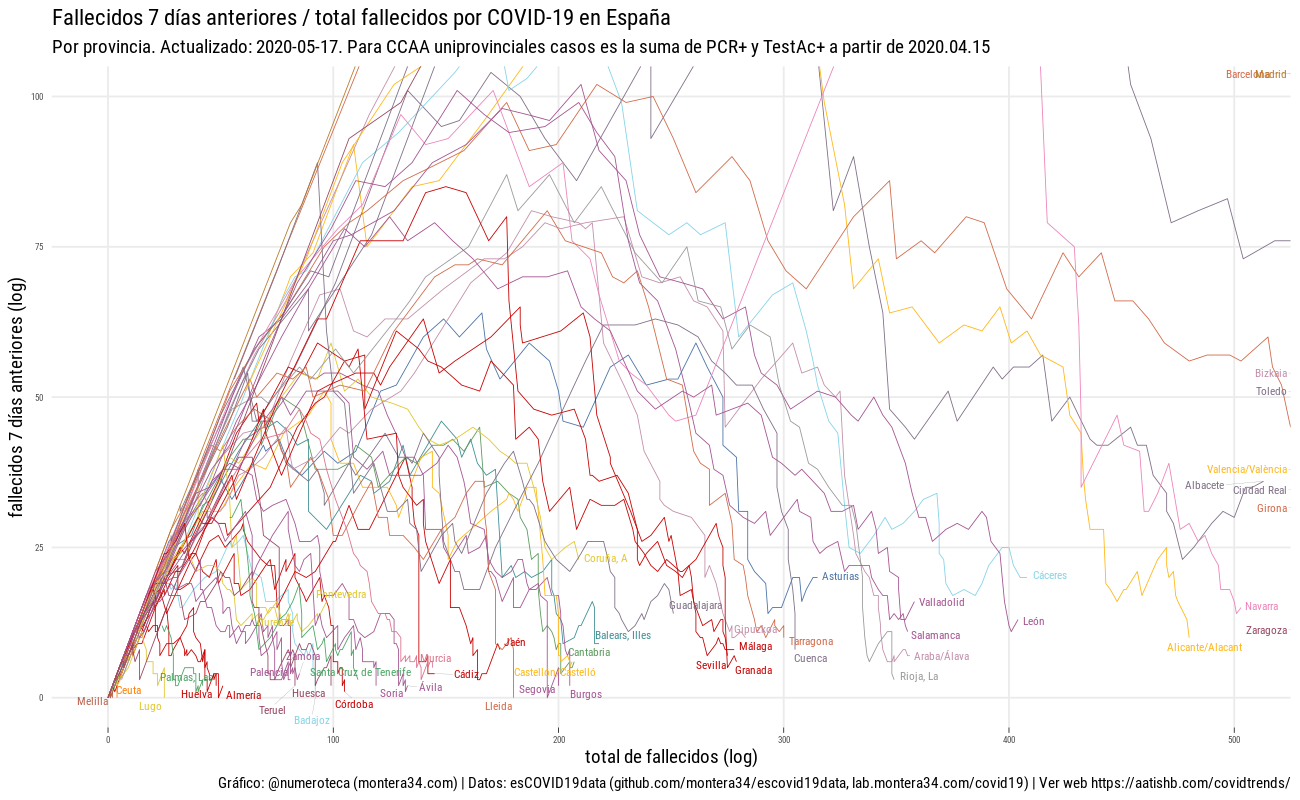 Fallecidos 7 días anteriores / total fallecidos por COVID-19 en España
Por provincia. Actualizado: 2020-05-17. Para CCAA uniprovinciales casos es la suma de PCR+ y TestAc+ a partir de 2020.04.15
fallecidos 7 días anteriores (log)
100
75
50
25
0
Barcelona
Madrid
Bizkaia
Toledo
Valencia/València
Albacete
Ciudad Real
Girona
Coruña, A
Asturias
Cáceres
Pontevedra
Guadalajara
Valladolid
Navarra
Ourense
León
Balears, Illes
Gipuzkoa
Salamanca
Zaragoza
Jaén
Tarragona
Málaga
Alicante/Alacant
Zamora
Murcia
Cantabria
Cuenca
Araba/Álava
Sevilla
Granada
Rioja, La
Palencia
Santa Cruz de Tenerife
Cádiz
Castellón/Castelló
Palmas, Las
Ceuta
Huelva
Almería
Huesca
Soria
Ávila
Segovia
Burgos
Melilla
Lugo
Teruel
Córdoba
Lleida
Badajoz
0
100
200
300
400
500
total de fallecidos (log)
Gráfico: @numeroteca (montera34.com) | Datos: esCOVID19data (github.com/montera34/escovid19data, lab.montera34.com/covid19) | Ver web https://aatishb.com/covidtrends/